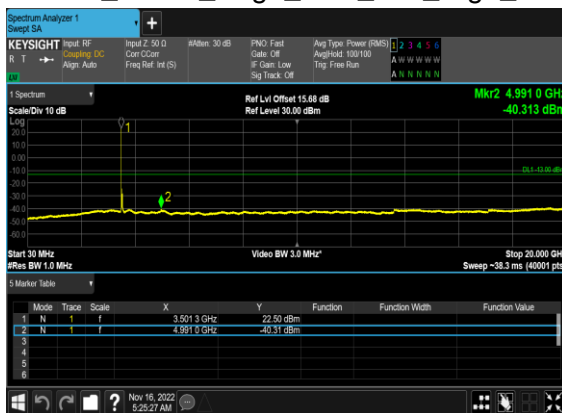 Spectrum Analyzer 1
Swept SA
+
KEYSIGHT Input: RF Input Z: 50 Ω #Atten: 30 dB PNO: Fast Avg Type: Power (RMS) 1 2 3 4 5 6
R T Coupling: DC Corr CCorr Gate: Off Avg|Hold: 100/100 A W W W W W
Align: Auto Freq Ref: Int (S) IF Gain: Low Trig: Free Run A N N N N N
Sig Track: Off
LU
1 Spectrum Ref Lvl Offset 15.68 dB Mkr2 4.991 0 GHz
Scale/Div 10 dB Ref Level 30.00 dBm -40.313 dBm
Log
1
20.0
10.0
0.00
-10.0 DL1 -13.00 dBm
-20.0
-30.0 2
-40.0
-50.0
-60.0
Start 30 MHz Video BW 3.0 MHz* Stop 20.000 GHz
#Res BW 1.0 MHz Sweep ~38.3 ms (40001 pts)
5 Marker Table
Mode Trace Scale X Y Function Function Width Function Value
1 N 1 f 3.501 3 GHz 22.50 dBm
2 N 1 f 4.991 0 GHz -40.31 dBm
3
4
5
6
? Nov 16, 2022
5:25:27 AM